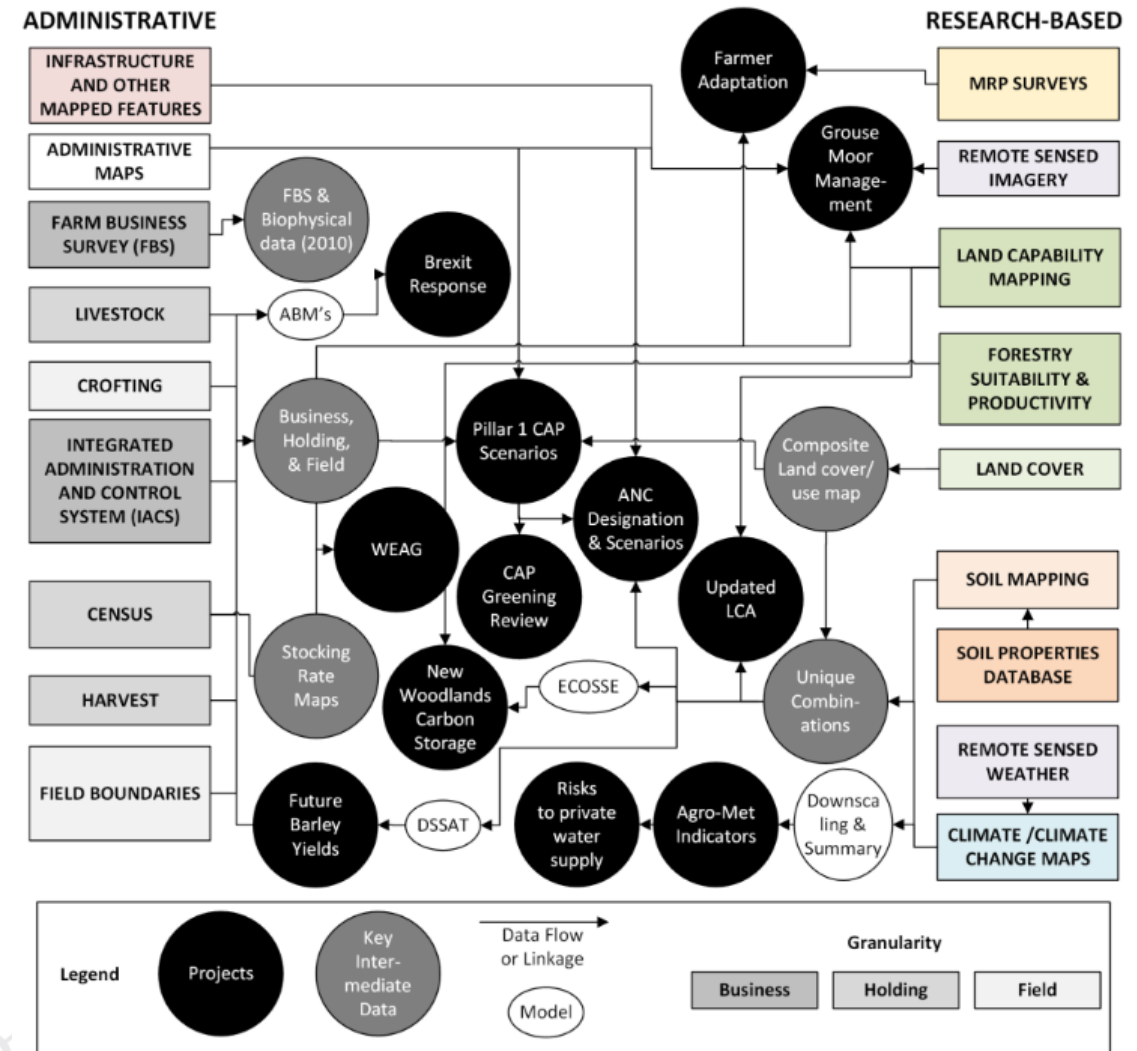 ADMINISTRATIVE
RESEARCH-BASED
INFRASTRUCTURE
AND OTHER
MAPPED FEATURES
ADMINISTRATIVE
MAPS
FARM BUSINESS
SURVEY (FBS)
LIVESTOCK
CROFTING
INTEGRATED
ADMINISTRATION
AND CONTROL
SYSTEM (IACS)
CENSUS
HARVEST
FIELD BOUNDARIES
FBS &
Biophysical
data (2010)
Brexit
Response
ABM's
Business,
Holding,
& Field
WEAG
Stocking
Rate
Maps
Future
Barley
Yields
DSSAT
Pillar 1 CAP
Scenarios
CAP
Greening
Review
New
Woodlands
Carbon
Storage
ECOSSE
ANC
Designation
& Scenarios
Risks
to private
water
supply
Agro-Met
Indicators
Downsca
ling &
Summary
Updated
LCA
Unique
Combin-
ations
Composite
Land cover/
use map
Farmer
Adaptation
Grouse
Moor
Manage-
ment
MRP SURVEYS
REMOTE SENSED
IMAGERY
LAND CAPABILITY
MAPPING
FORESTRY
SUITABILITY &
PRODUCTIVITY
LAND COVER
SOIL MAPPING
SOIL PROPERTIES
DATABASE
REMOTE SENSED
WEATHER
CLIMATE /CLIMATE
CHANGE MAPS
Legend
Projects
Key
Inter-
mediate
Data
Data Flow
or Linkage
Model
Granularity
Business
Holding
Field